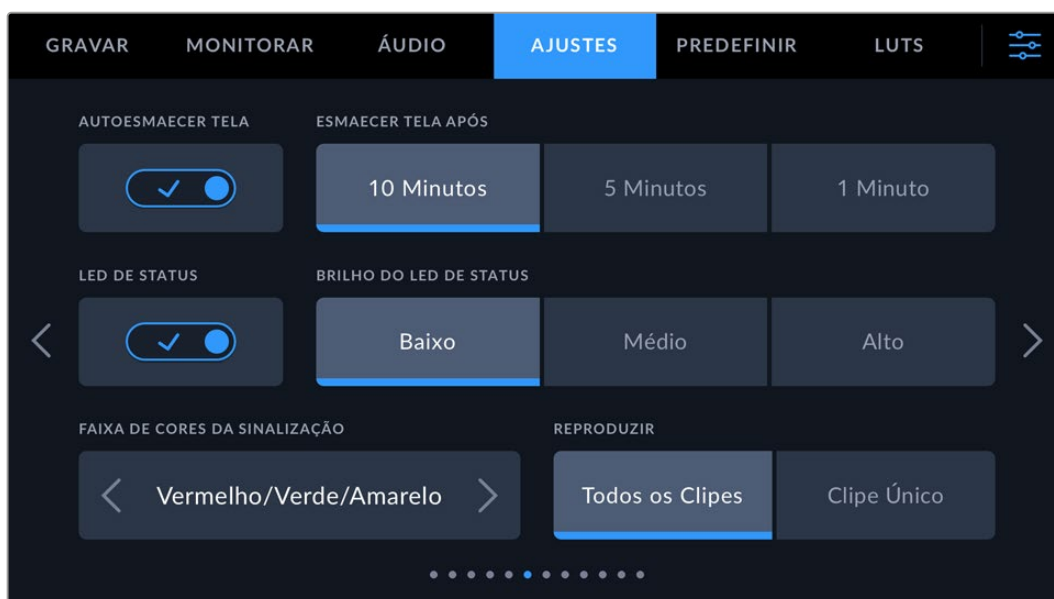 GRAVAR MONITORAR ÁUDIO AJUSTES PREDEFINIR LUTS
AUTOESMAECER TELA ESMAECER TELA APÓS
10 Minutos 5 Minutos 1 Minuto
LED DE STATUS BRILHO DO LED DE STATUS
Baixo Médio Alto
FAIXA DE CORES DA SINALIZAÇÃO REPRODUZIR
Vermelho/Verde/Amarelo Todos os Clipes Clipe Único